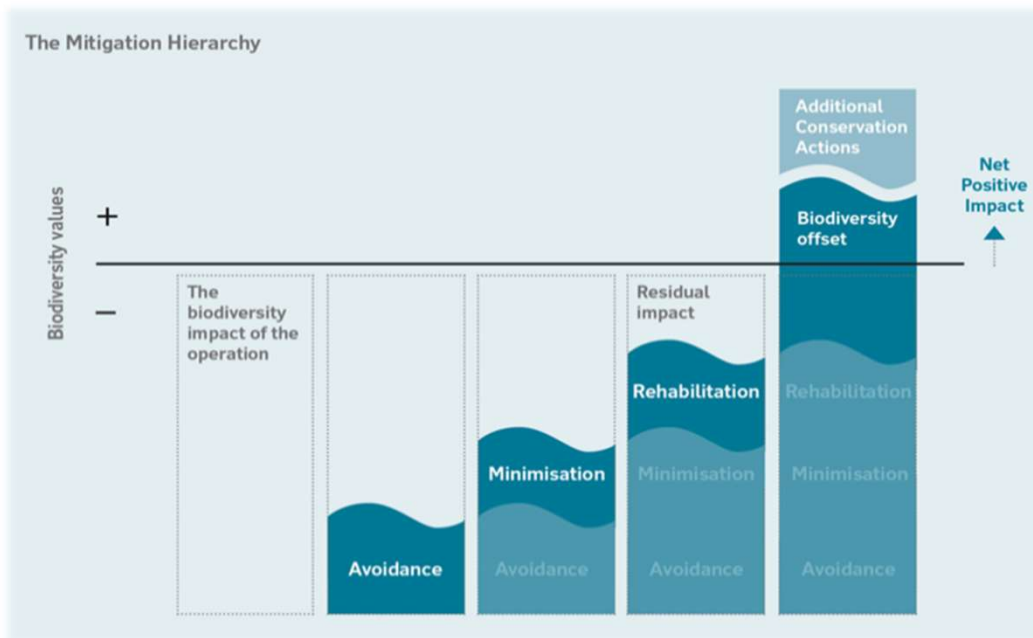 The Mitigation Hierarchy
Biodiversity values
+
−
The
biodiversity
impact of the
operation
Avoidance
Minimisation
Avoidance
Residual
impact
Rehabilitation
Minimisation
Avoidance
Additional
Conservation
Actions
Biodiversity
offset
Rehabilitation
Minimisation
Avoidance
Net
Positive
Impact